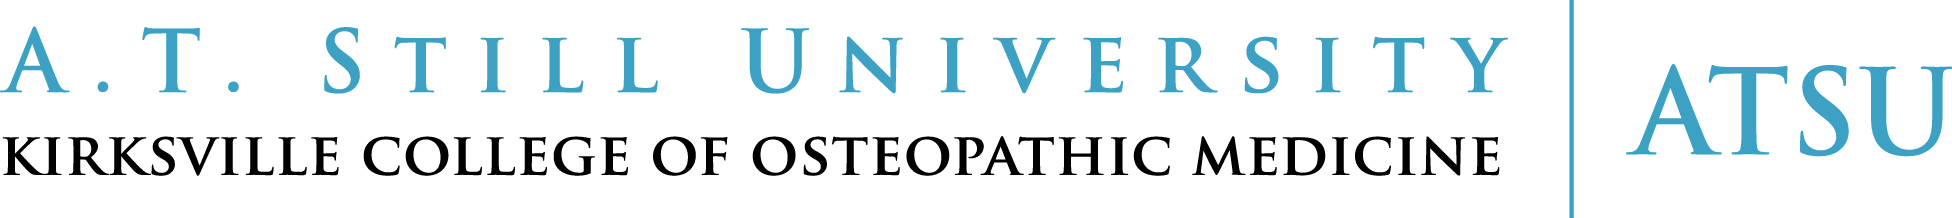 A.T. STILL UNIVERSITY
KIRKSVILLE COLLEGE OF OSTEOPATHIC MEDICINE
ATSU